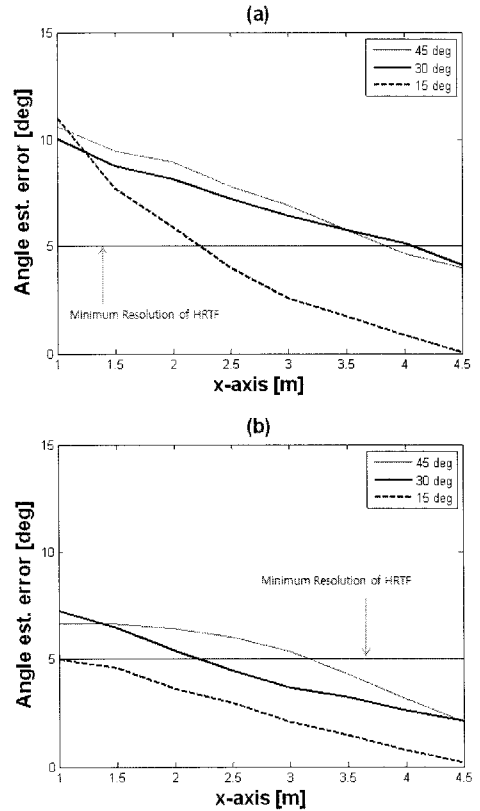 (a)
Angle est. error [deg]
15
10
5
0
45 deg
30 deg
15 deg
Minimum Resolution of HRTF
1 1.5 2 2.5 3 3.5 4 4.5
x-axis [m]
(b)
Angle est. error [deg]
15
10
5
0
45 deg
30 deg
15 deg
Minimum Resolution of HRTF
1 1.5 2 2.5 3 3.5 4 4.5
x-axis [m]